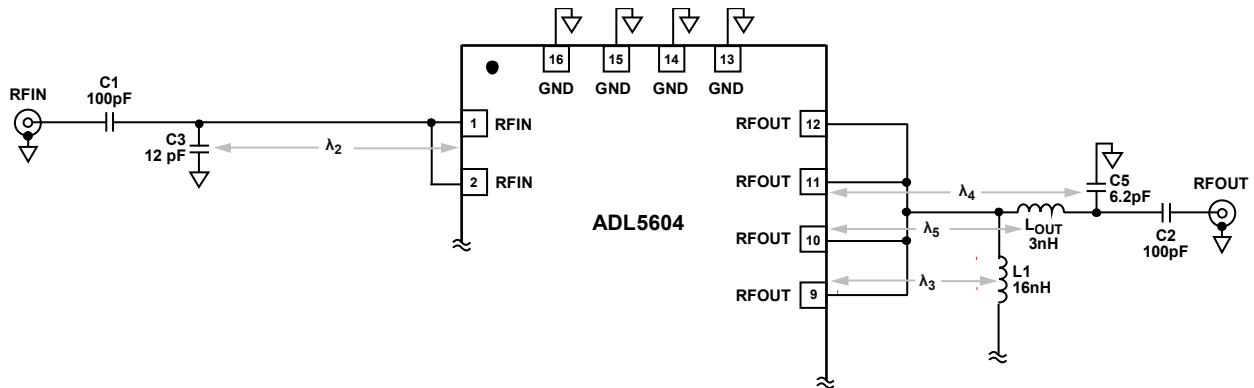 16 15 14 13
GND GND GND GND
C1
100pF
RFIN
C3
12 pF
λ2
1 RFIN
2 RFIN
ADL5604
RFOUT 12
RFOUT 11
RFOUT 10
RFOUT 9
λ4
λ5
λ3
LOUT
3nH
L1
16nH
C5
6.2pF
RFOUT
C2
100pF